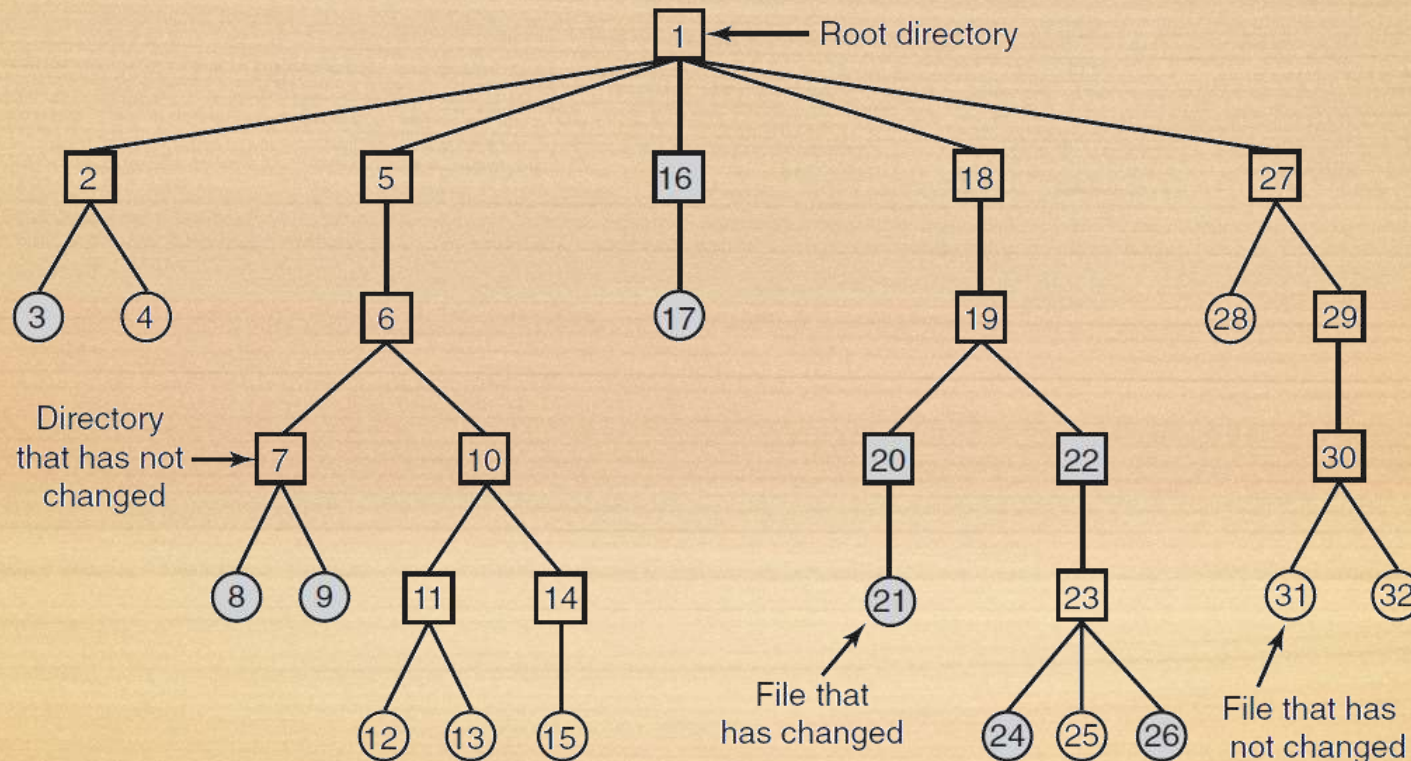 1 Root directory
2 5 16 18 27
3 4 6 17 19 28 29
Directory
that has not
changed
7 10 20 22 30
8 9 11 14 21 23 31 32
File that
has changed
File that has
not changed
12 13 15 24 25 26